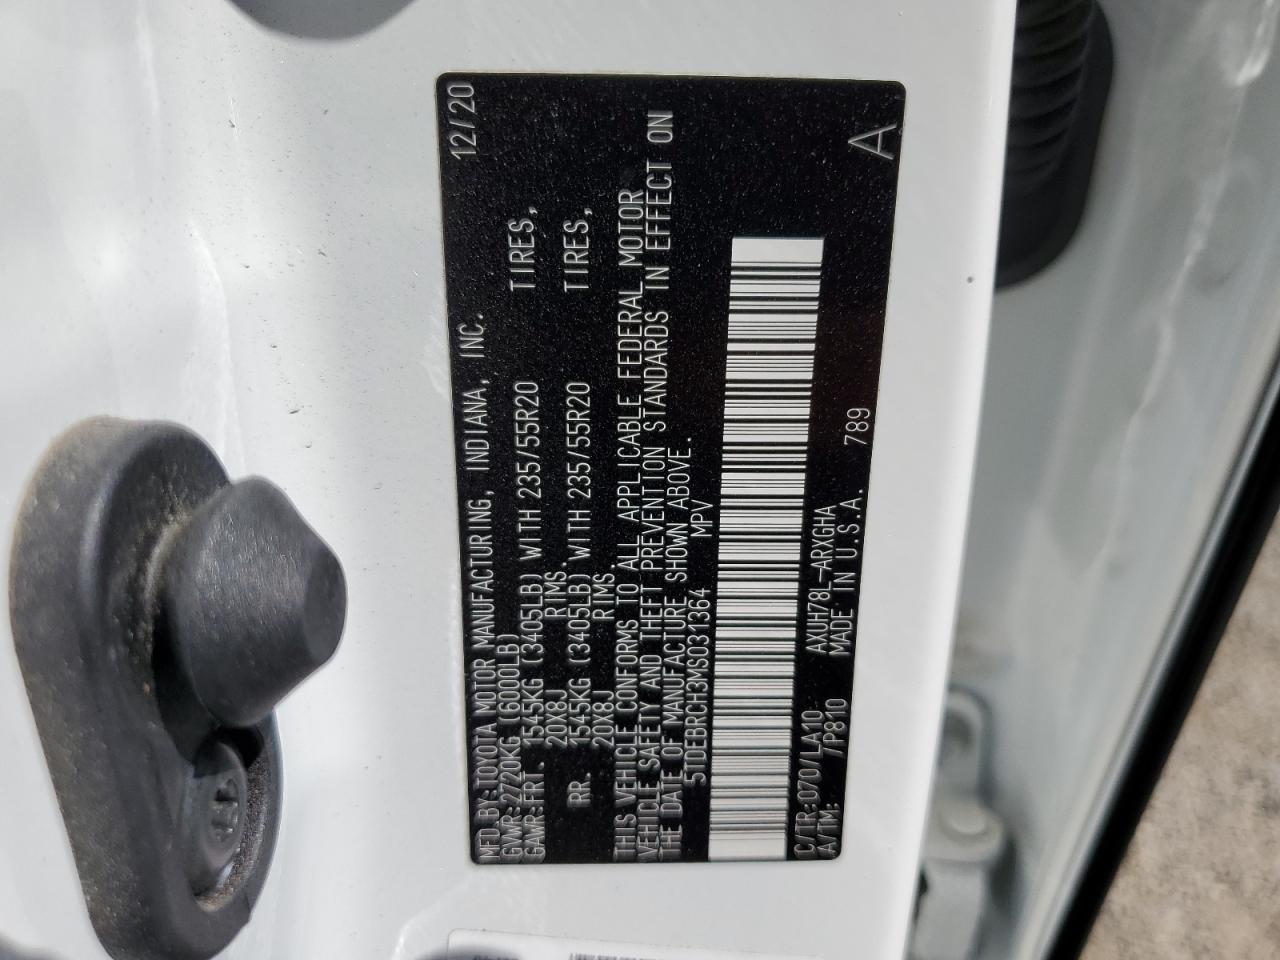 MFD.BY:TOYOTA MOTOR MANUFACTURING, INDIANA, INC. 12/20
GVWR:2720KG (6000LB)
GAWR:FRT. 1545KG (3405LB) WITH 235/55R20 TIRES,
20X8J RIMS,
RR. 1545KG (3405LB) WITH 235/55R20 TIRES,
20X8J RIMS.
THIS VEHICLE CONFORMS TO ALL APPLICABLE FEDERAL MOTOR
VEHICLE SAFETY AND THEFT PREVENTION STANDARDS IN EFFECT ON
THE DATE OF MANUFACTURE SHOWN ABOVE.
5TDEBRCH3MS031364 MPV
C/TR:070/LA10 AXUH78L-ARXGHA
A/TM: /P810 MADE IN U.S.A. 789 A